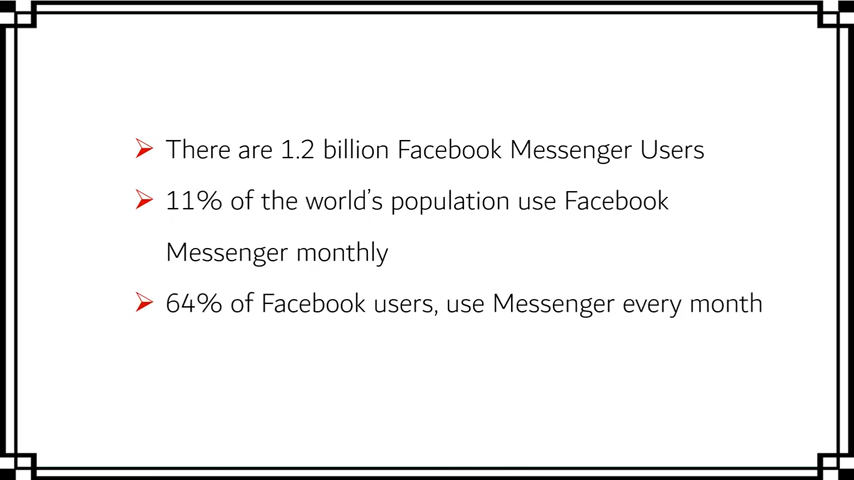 There are 1.2 billion Facebook Messenger Users
11% of the world's population use Facebook
Messenger monthly
64% of Facebook users, use Messenger every month